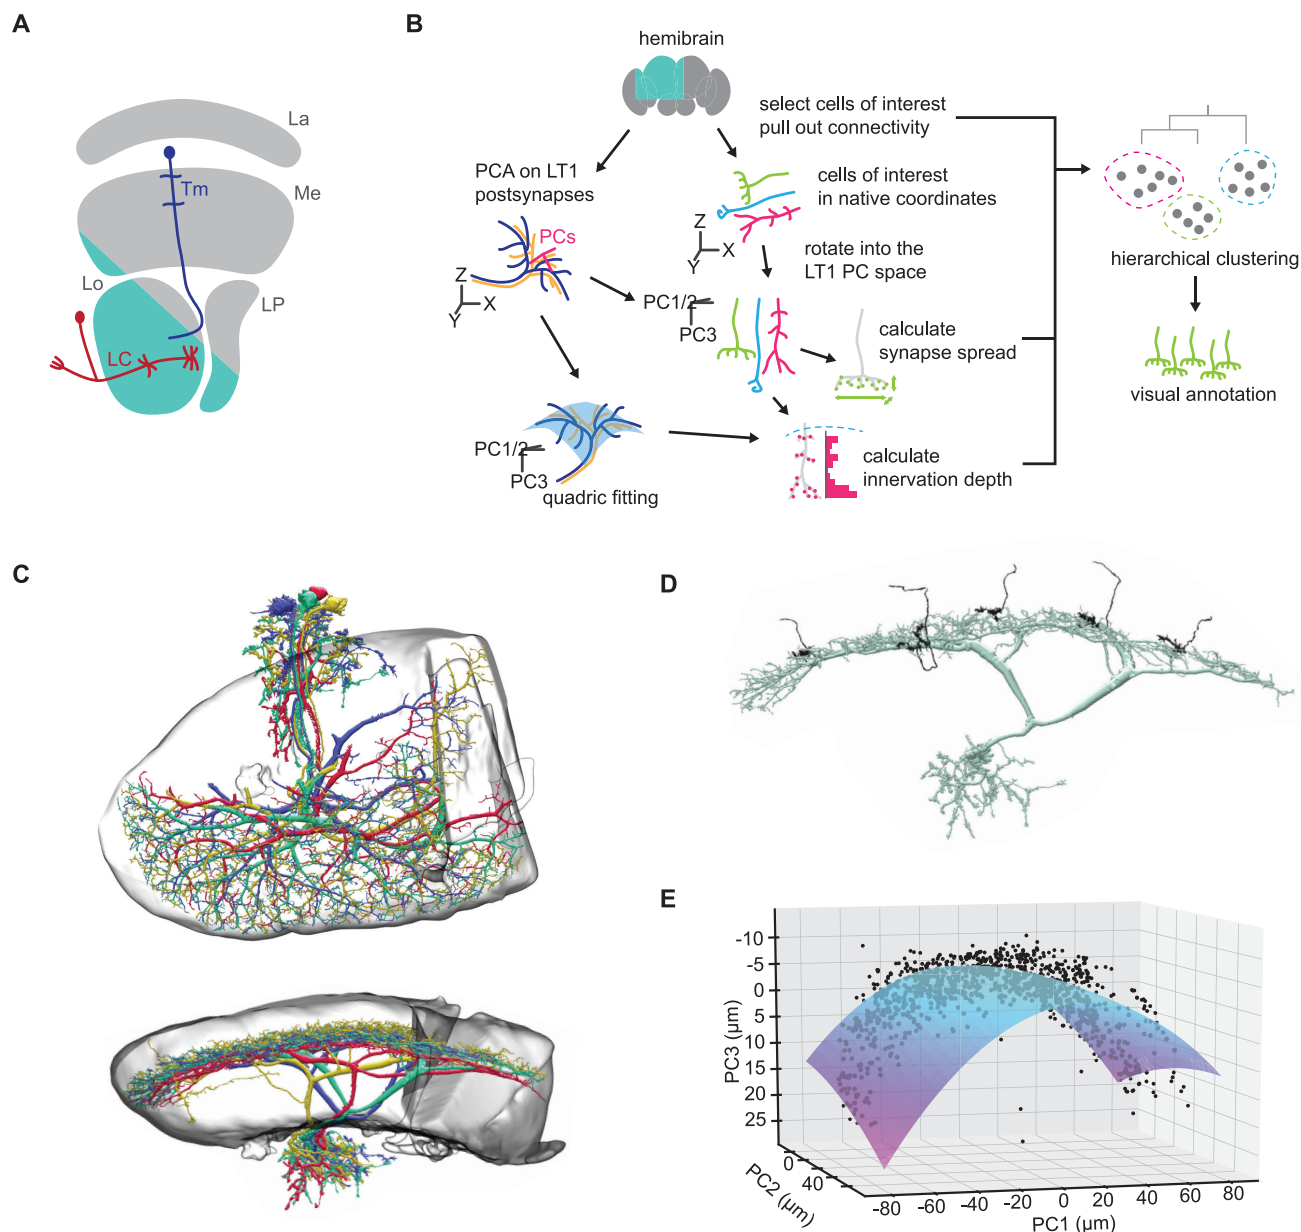 A
La
Me
Tm
Lo
LP
LC
B
hemibrain
select cells of interest
pull out connectivity
PCA on LT1
postsynapses
cells of interest
in native coordinates
PCs
Z
X
Y
Z
X
Y
rotate into the
LT1 PC space
hierarchical clustering
PC1/2
PC3
calculate
synapse spread
visual annotation
PC1/2
PC3
quadric fitting
calculate
innervation depth
C
D
E
-10
-5
0
5
10
15
20
25
PC3 (µm)
0
40
PC2 (µm)
-80
-60
-40
-20
0
20
40
60
80
PC1 (µm)